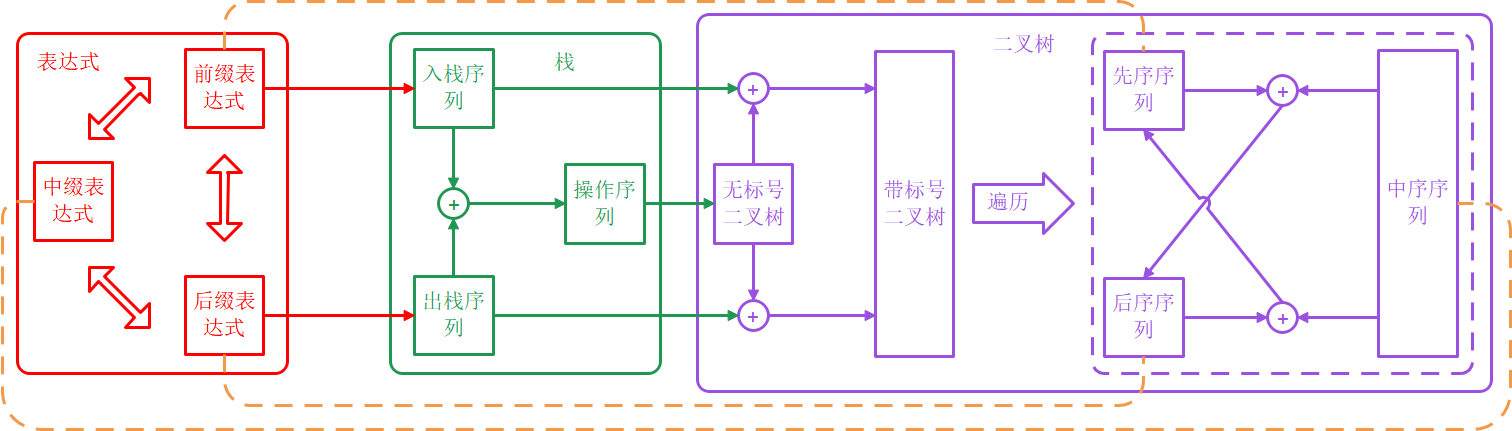 表达式
前缀表
达式
中缀表
达式
后缀表
达式
栈
入栈序
列
+
操作序
列
出栈序
列
二叉树
+
无标号
二叉树
+
带标号
二叉树
遍历
先序序
列
+
中序序
列
后序序
列
+